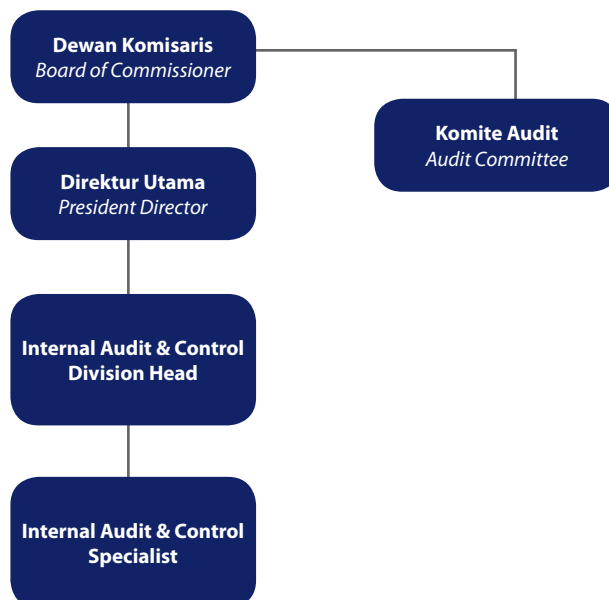 Dewan Komisaris
Board of Commissioner
Komite Audit
Audit Committee
Direktur Utama
President Director
Internal Audit & Control
Division Head
Internal Audit & Control
Specialist